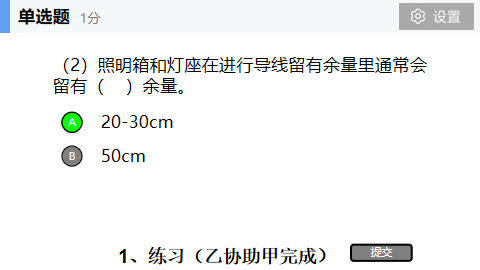 单选题 1分 设置
（2）照明箱和灯座在进行导线留有余量里通常会
留有（ ）余量。
A 20-30cm
B 50cm
1、练习（乙协助甲完成） 提交